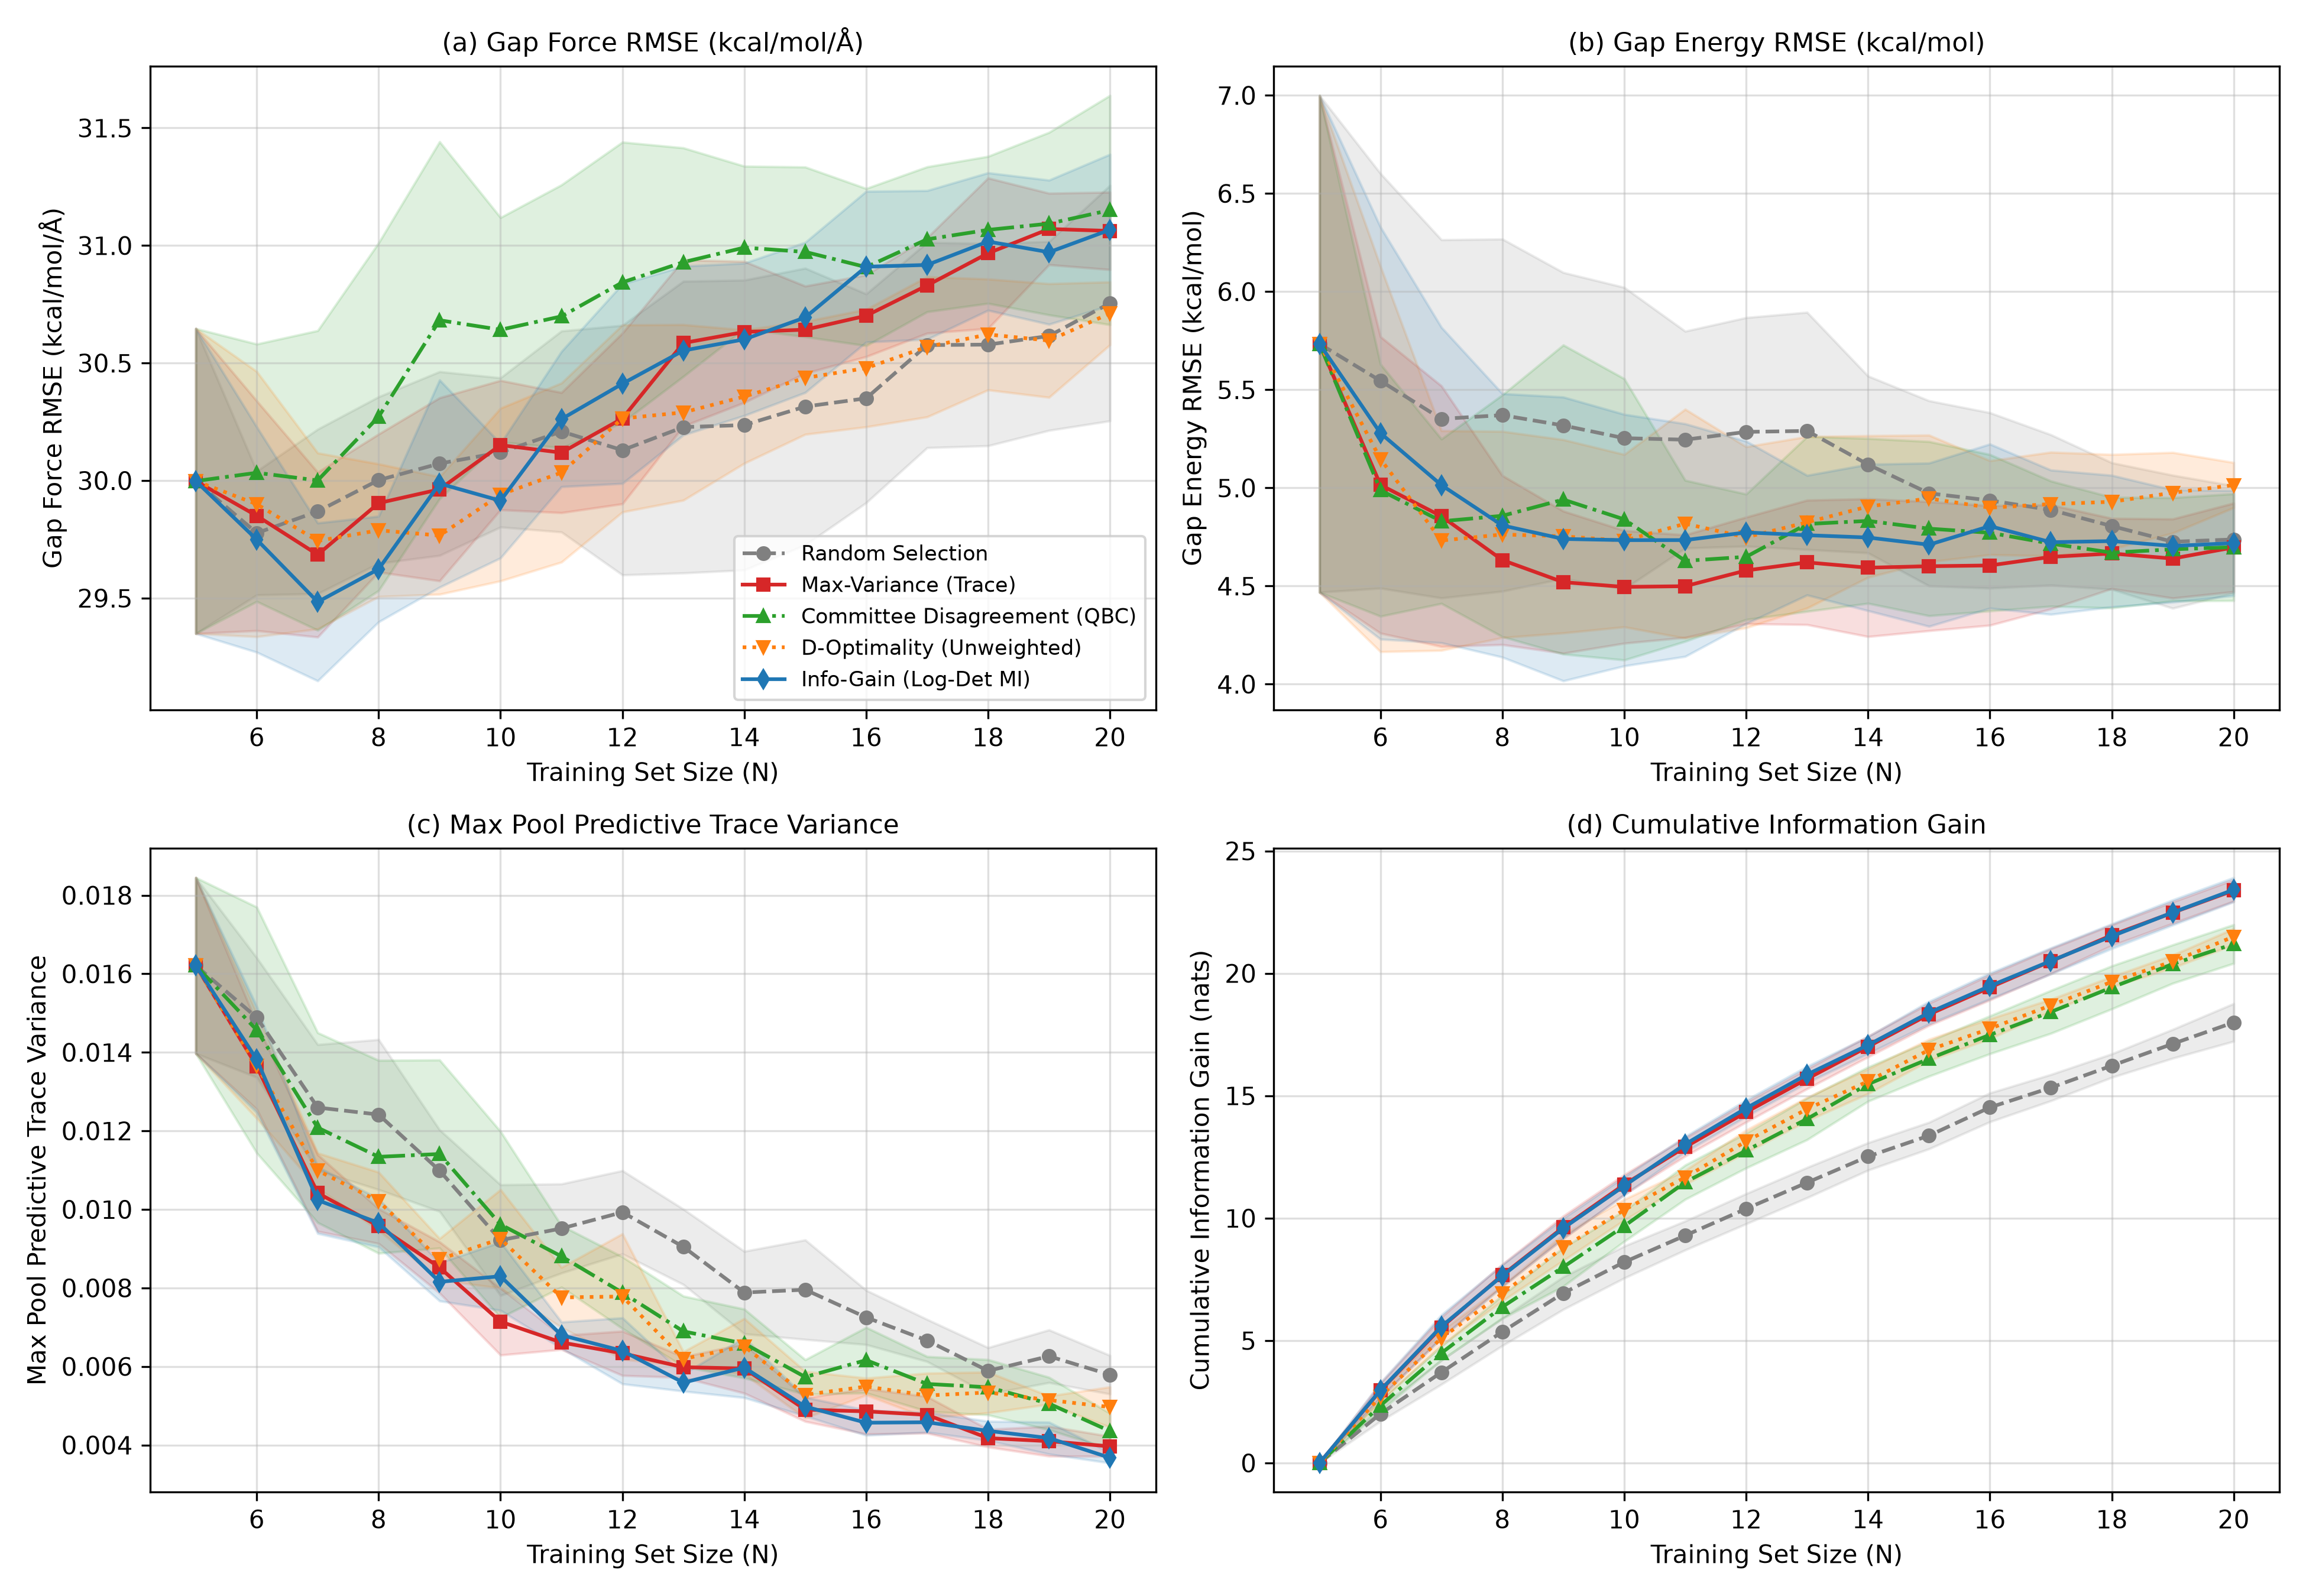 (a) Gap Force RMSE (kcal/mol/Å)
Gap Force RMSE (kcal/mol/Å)
31.5
31.0
30.5
30.0
29.5
6 8 10 12 14 16 18 20
Training Set Size (N)
Random Selection
Max-Variance (Trace)
Committee Disagreement (QBC)
D-Optimality (Unweighted)
Info-Gain (Log-Det MI)
(b) Gap Energy RMSE (kcal/mol)
Gap Energy RMSE (kcal/mol)
7.0
6.5
6.0
5.5
5.0
4.5
4.0
6 8 10 12 14 16 18 20
Training Set Size (N)
(c) Max Pool Predictive Trace Variance
Max Pool Predictive Trace Variance
0.018
0.016
0.014
0.012
0.010
0.008
0.006
0.004
6 8 10 12 14 16 18 20
Training Set Size (N)
(d) Cumulative Information Gain
Cumulative Information Gain (nats)
25
20
15
10
5
0
6 8 10 12 14 16 18 20
Training Set Size (N)